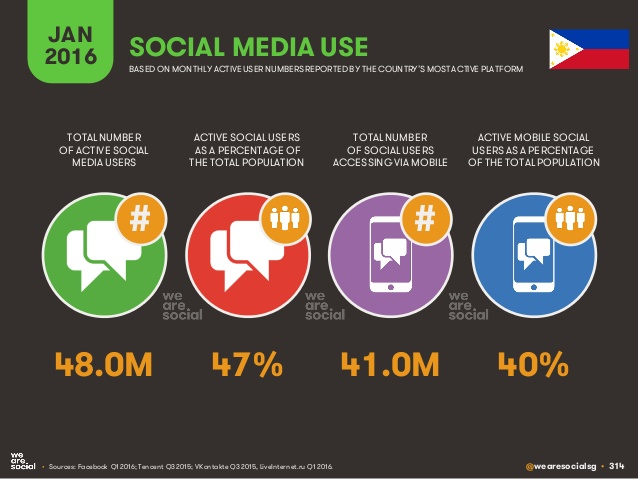 JAN
2016
SOCIAL MEDIA USE
BASED ON MONTHLY ACTIVE USER NUMBERS REPORTED BY THE COUNTRY'S MOST ACTIVE PLATFORM
TOTAL NUMBER
OF ACTIVE SOCIAL
MEDIA USERS
ACTIVE SOCIAL USERS
AS A PERCENTAGE OF
THE TOTAL POPULATION
TOTAL NUMBER
OF SOCIAL USERS
ACCESSING VIA MOBILE
ACTIVE MOBILE SOCIAL
USERS AS A PERCENTAGE
OF THE TOTAL POPULATION
#
#
we
are
social
we
are
social
we
are
social
48.0M
47%
41.0M
40%
we
are
social
• Sources: Facebook Q1 2016; Tencent Q3 2015; VKontakte Q3 2015, LiveInternet.ru Q1 2016.
@wearesocialsg • 314